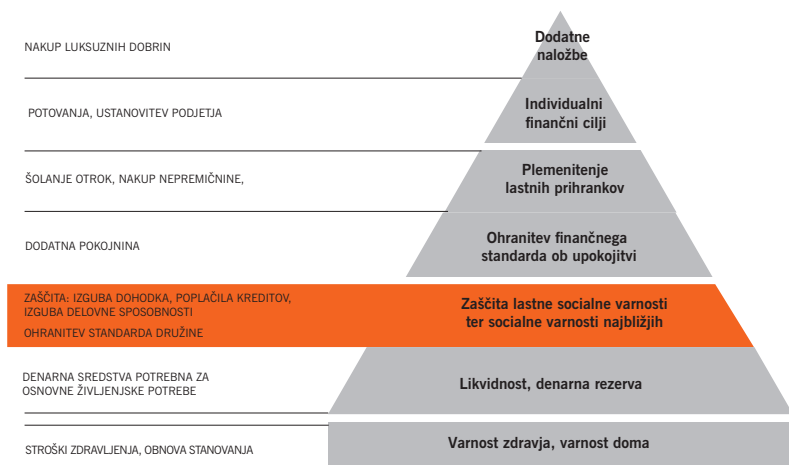 NAKUP LUKSUZNIH DOBRIN
Dodatne
naložbe
POTOVANJA, USTANOVITEV PODJETJA
Individualni
finančni cilji
ŠOLANJE OTROK, NAKUP NEPREMIČNINE,
Plemenitenje
lastnih prihrankov
DODATNA POKOJNINA
Ohranitev finančnega
standarda ob upokojitvi
ZAŠČITA: IZGUBA DOHODKA, POPLAČILA KREDITOV,
IZGUBA DELOVNE SPOSOBNOSTI
OHRANITEV STANDARDA DRUŽINE
Zaščita lastne socialne varnosti
ter socialne varnosti najbližjih
DENARNA SREDSTVA POTREBNA ZA
OSNOVNE ŽIVLJENJSKE POTREBE
Likvidnost, denarna rezerva
STROŠKI ZDRAVLJENJA, OBNOVA STANOVANJA
Varnost zdravja, varnost doma